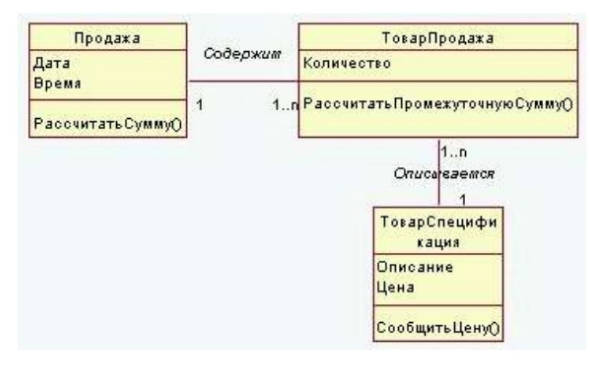 Продажа
Дата
Время
РассчитатьСумму()
Содержит
1
1..n
ТоварПродажа
Количество
РассчитатьПромежуточнуюСумму()
1..n
Описывается
1
ТоварСпецифи
кация
Описание
Цена
СообщитьЦену()